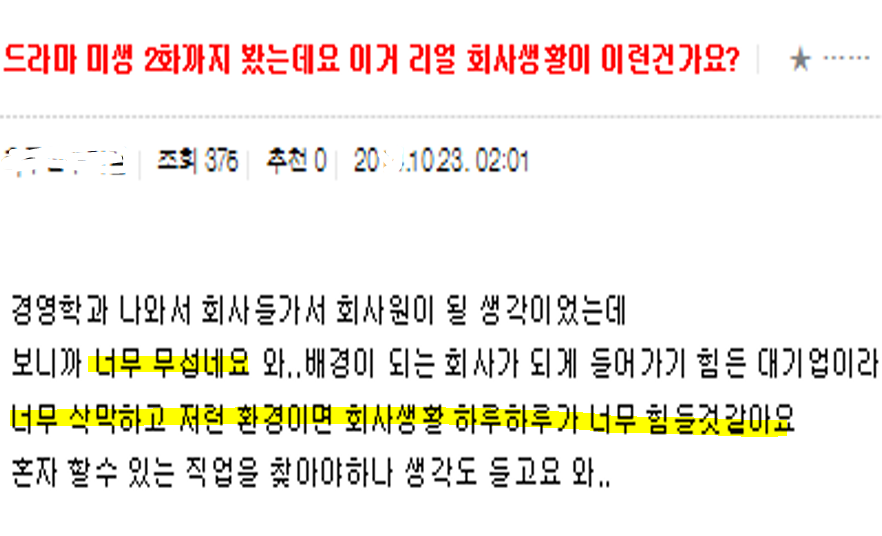 드라마 미생 2화까지 봤는데요 이거 리얼 회사생활이 이런건가요? ★ ······
조회 376 추천 0 .10.23. 02:01
경영학과 나와서 회사들가서 회사원이 될 생각이었는데
보니까 너무 무섭네요 와..배경이 되는 회사가 되게 들어가기 힘든 대기업이라
너무 삭막하고 저런 환경이면 회사생활 하루하루가 너무 힘들것같아요
혼자 할수 있는 직업을 찾아야하나 생각도 들고요 와..